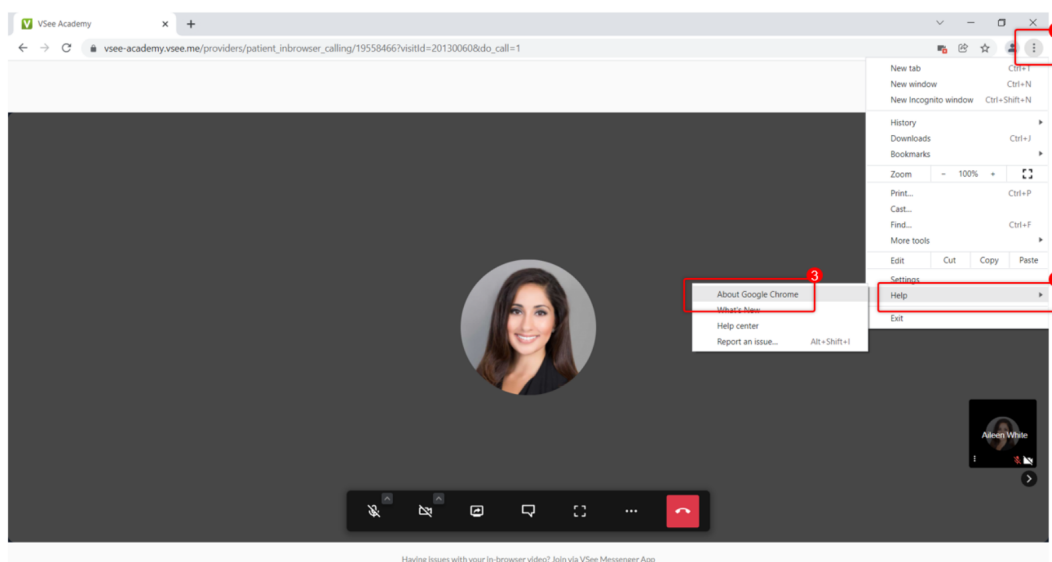 VSee Academy
vsee-academy.vsee.me/providers/patient_inbrowser_calling/19558466?visitId=20130060&do_call=1
New tab Ctrl+T
New window Ctrl+N
New Incognito window Ctrl+Shift+N
History
Downloads Ctrl+J
Bookmarks
Zoom - 100% +
Print... Ctrl+P
Cast...
Find... Ctrl+F
More tools
Edit Cut Copy Paste
Settings
Help
Exit
3
About Google Chrome
What's New
Help center
Report an issue... Alt+Shift+I
Aileen White
Having issues with your in-browser video? Join via VSee Messenger App